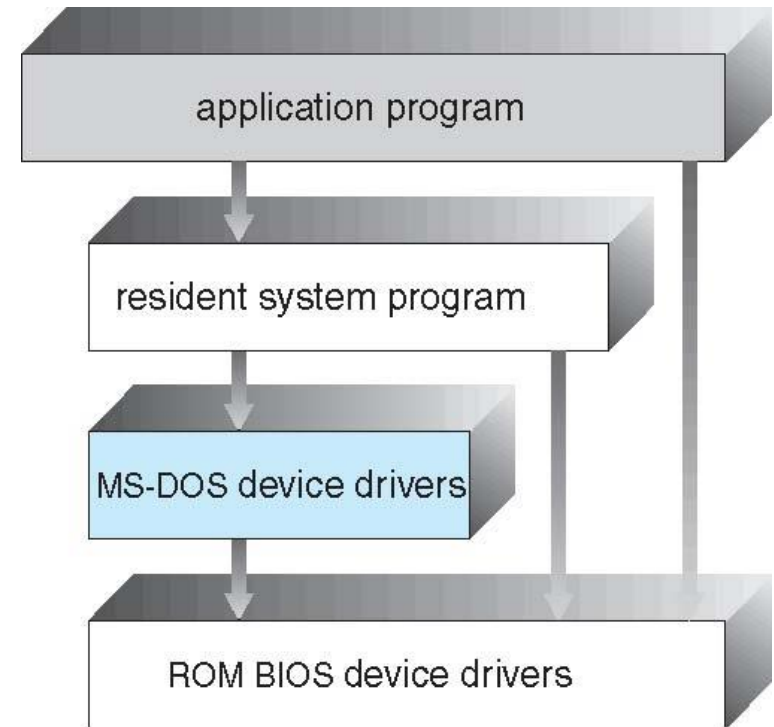 application program
resident system program
MS-DOS device drivers
ROM BIOS device drivers